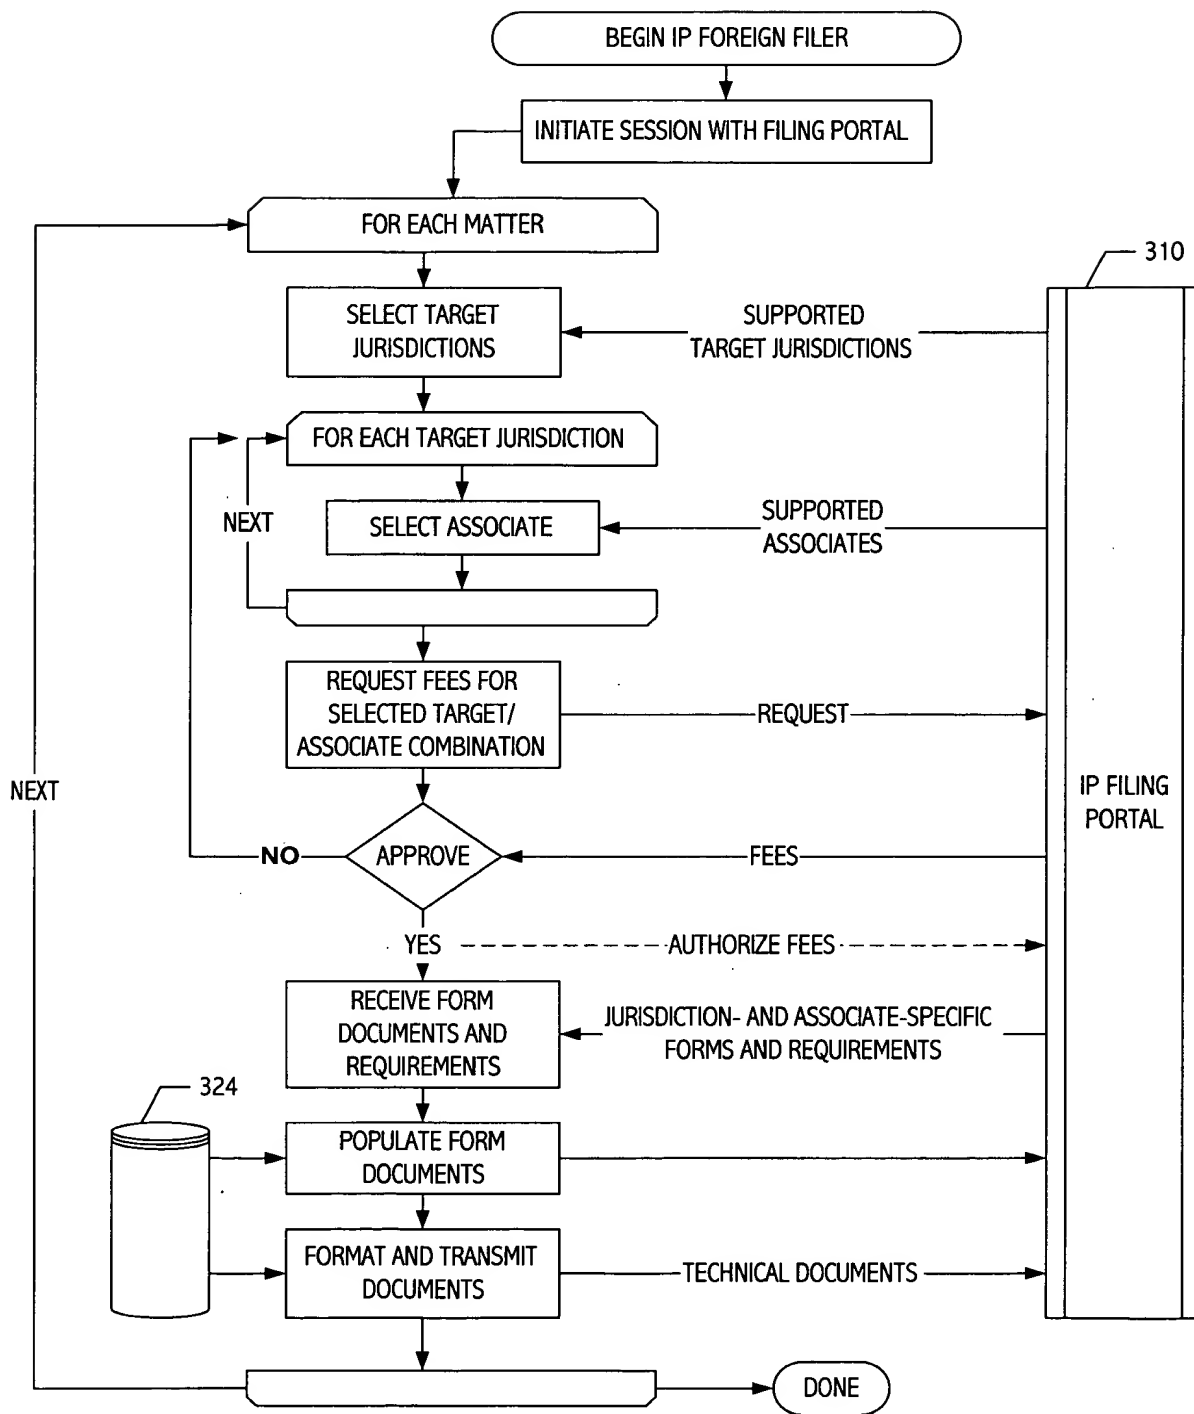 BEGIN IP FOREIGN FILER
INITIATE SESSION WITH FILING PORTAL
FOR EACH MATTER
310
SELECT TARGET
JURISDICTIONS
SUPPORTED
TARGET JURISDICTIONS
FOR EACH TARGET JURISDICTION
NEXT
SELECT ASSOCIATE
SUPPORTED
ASSOCIATES
REQUEST FEES FOR
SELECTED TARGET/
ASSOCIATE COMBINATION
REQUEST
NEXT
IP FILING
PORTAL
NO
APPROVE
FEES
YES
AUTHORIZE FEES
RECEIVE FORM
DOCUMENTS AND
REQUIREMENTS
JURISDICTION- AND ASSOCIATE-SPECIFIC
FORMS AND REQUIREMENTS
324
POPULATE FORM
DOCUMENTS
FORMAT AND TRANSMIT
DOCUMENTS
TECHNICAL DOCUMENTS
DONE